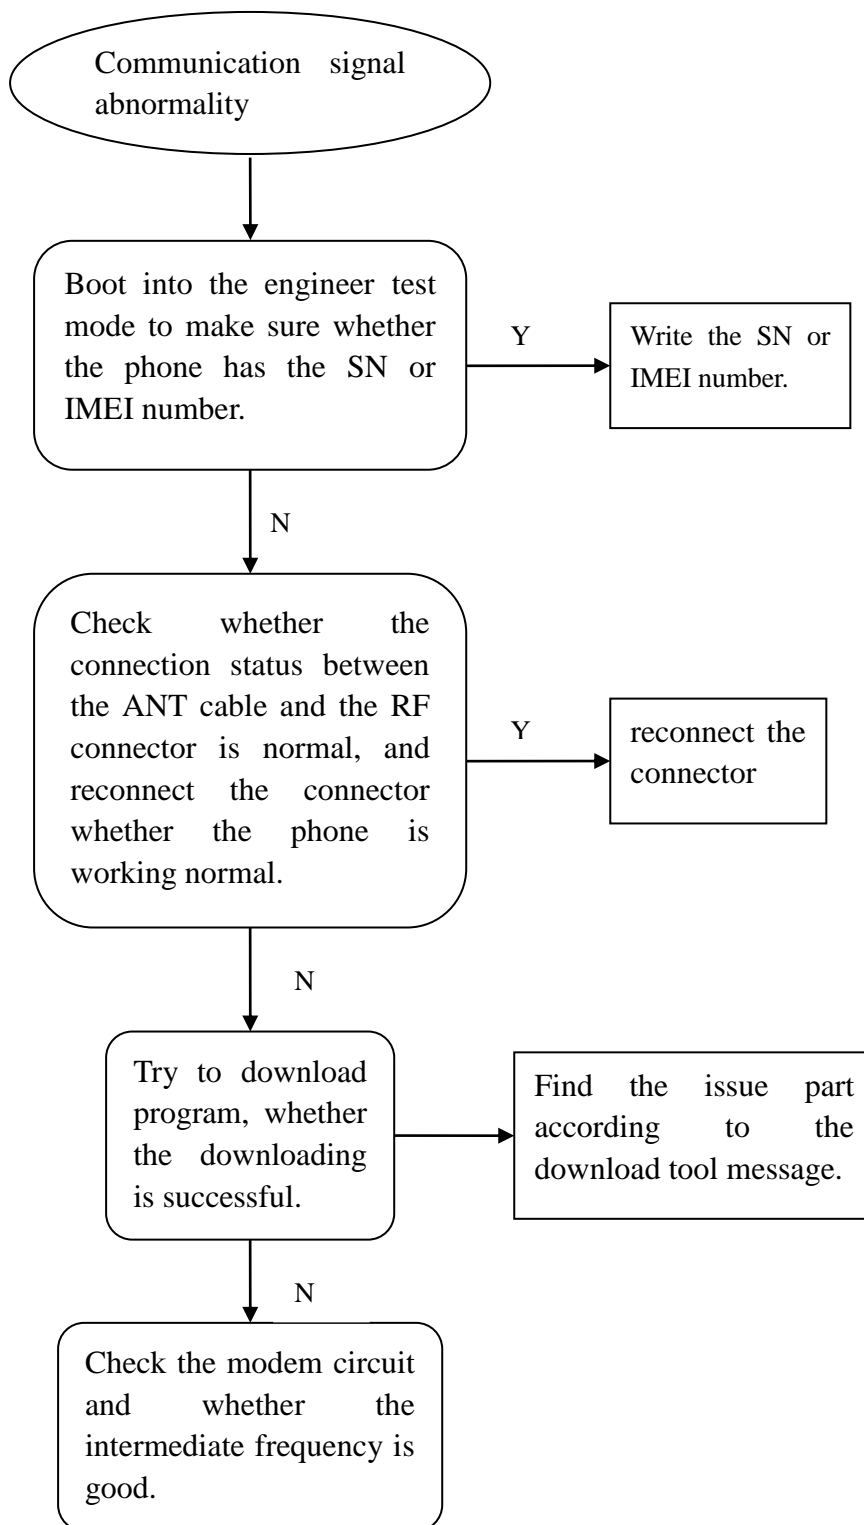 Communication signal
abnormality
Boot into the engineer test
mode to make sure whether
the phone has the SN or
IMEI number.
Y
Write the SN or
IMEI number.
N
Check whether the
connection status between
the ANT cable and the RF
connector is normal, and
reconnect the connector
whether the phone is
working normal.
Y
reconnect the
connector
N
Try to download
program, whether
the downloading
is successful.
Find the issue part
according to the
download tool message.
N
Check the modem circuit
and whether the
intermediate frequency is
good.